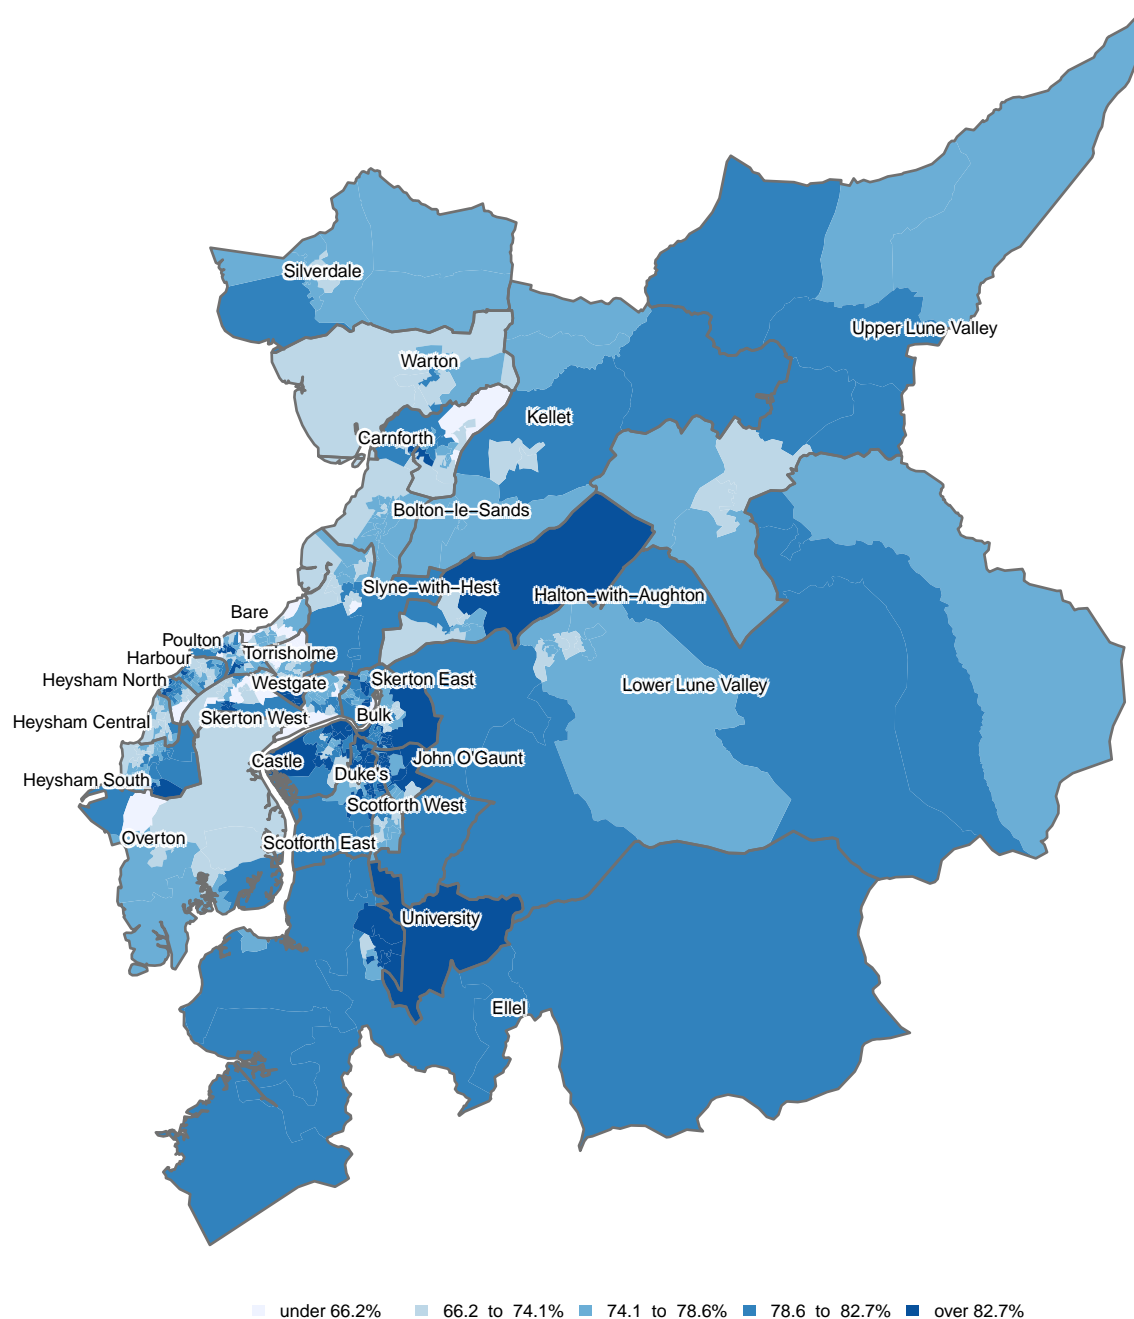 Silverdale
Upper Lune Valley
Warton
Kellet
Carnforth
Bolton−le−Sands
Slyne−with−Hest
Halton−with−Aughton
Bare
Poulton
Torrisholme
Harbour
Heysham North
Westgate
Skerton East
Lower Lune Valley
Heysham Central
Skerton West
Bulk
Castle
John O'Gaunt
Duke's
Heysham South
Scotforth West
Overton
Scotforth East
University
Ellel
under 66.2% 66.2 to 74.1% 74.1 to 78.6% 78.6 to 82.7% over 82.7%